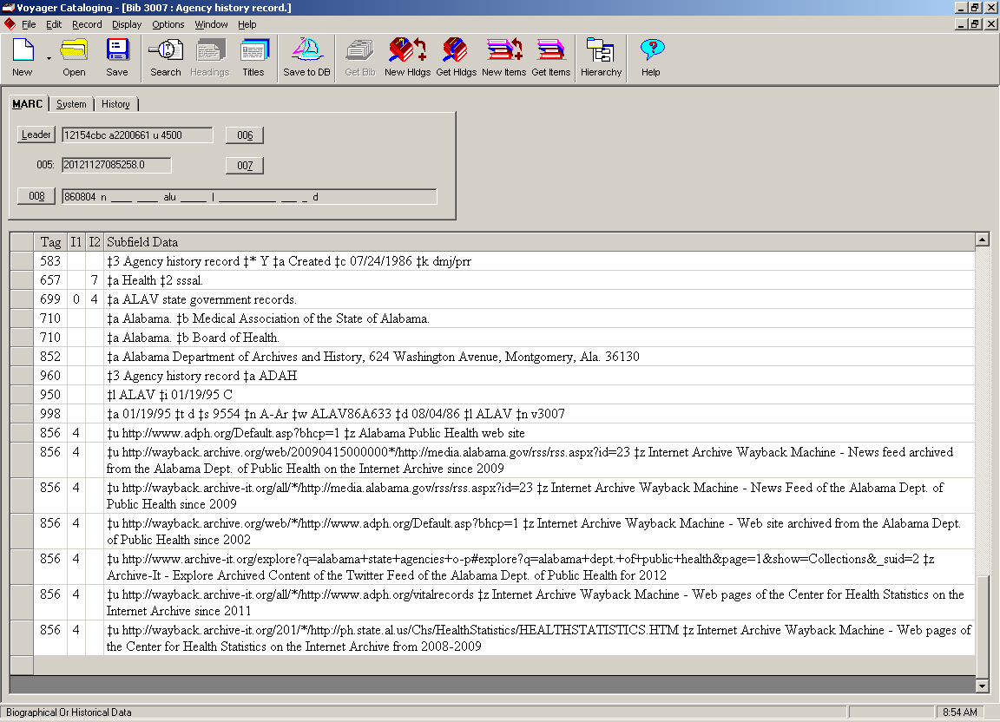 Voyager Cataloging - [Bib 3007 : Agency history record.]
File Edit Record Display Options Window Help
New Open Save Search Headings Titles Save to DB Get Bib New Hldgs Get Hldgs New Items Get Items Hierarchy Help
MARC System History
Leader 12154cbc a2200661 u 4500 006
005: 20121127085258.0 007
008 860804 n ____ ____ alu _____ l ___________ ___ _ d
Tag I1 I2 Subfield Data
583 ‡3 Agency history record ‡* Y ‡a Created ‡c 07/24/1986 ‡k dmj/prr
657 7 ‡a Health ‡2 sssal.
699 0 4 ‡a ALAV state government records.
710 ‡a Alabama. ‡b Medical Association of the State of Alabama.
710 ‡a Alabama. ‡b Board of Health.
852 ‡a Alabama Department of Archives and History, 624 Washington Avenue, Montgomery, Ala. 36130
960 ‡3 Agency history record ‡a ADAH
950 ‡l ALAV ‡i 01/19/95 C
998 ‡a 01/19/95 ‡t d ‡s 9554 ‡n A-Ar ‡w ALAV86A633 ‡d 08/04/86 ‡l ALAV ‡n v3007
856 4 ‡u http://www.adph.org/Default.asp?bhcp=1 ‡z Alabama Public Health web site
856 4 ‡u http://wayback.archive.org/web/20090415000000*/http://media.alabama.gov/rss/rss.aspx?id=23 ‡z Internet Archive Wayback Machine - News feed archived
from the Alabama Dept. of Public Health on the Internet Archive since 2009
856 4 ‡u http://wayback.archive-it.org/all/*/http://media.alabama.gov/rss/rss.aspx?id=23 ‡z Internet Archive Wayback Machine - News Feed of the Alabama Dept. of
Public Health since 2009
856 4 ‡u http://wayback.archive.org/web/*/http://www.adph.org/Default.asp?bhcp=1 ‡z Internet Archive Wayback Machine - Web site archived from the Alabama Dept.
of Public Health since 2002
856 4 ‡u http://www.archive-it.org/explore?q=alabama+state+agencies+o-p#explore?q=alabama+dept.+of+public+health&page=1&show=Collections&_suid=2 ‡z
Archive-It - Explore Archived Content of the Twitter Feed of the Alabama Dept. of Public Health for 2012
856 4 ‡u http://wayback.archive-it.org/all/*/http://www.adph.org/vitalrecords ‡z Internet Archive Wayback Machine - Web pages of the Center for Health Statistics on the
Internet Archive since 2011
856 4 ‡u http://wayback.archive-it.org/201/*/http://ph.state.al.us/Chs/HealthStatistics/HEALTHSTATISTICS.HTM ‡z Internet Archive Wayback Machine - Web pages of
the Center for Health Statistics on the Internet Archive from 2008-2009
Biographical Or Historical Data 8:54 AM